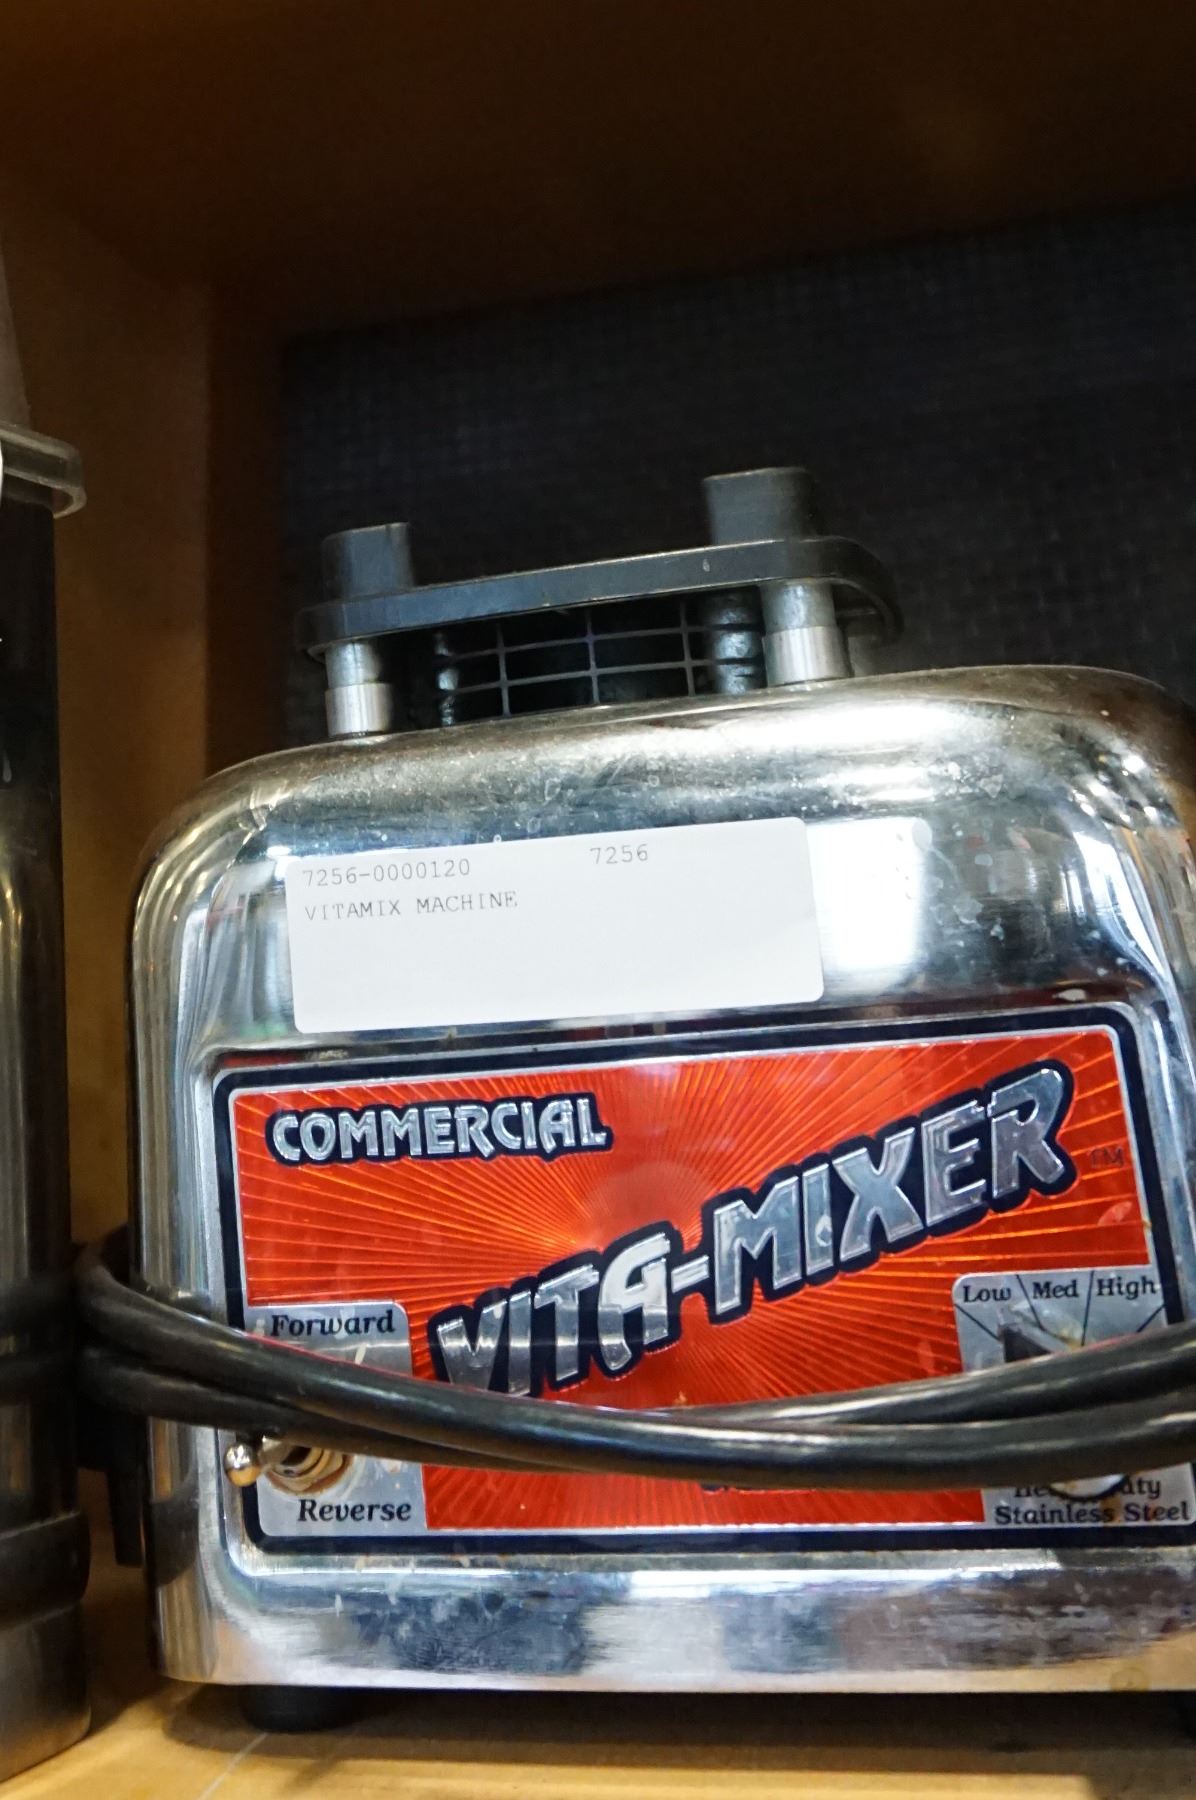 7256-0000120 7256
VITAMIX MACHINE
COMMERCIAL
VITA-MIXER TM
Low Med High
Forward
Reverse
Stainless Steel